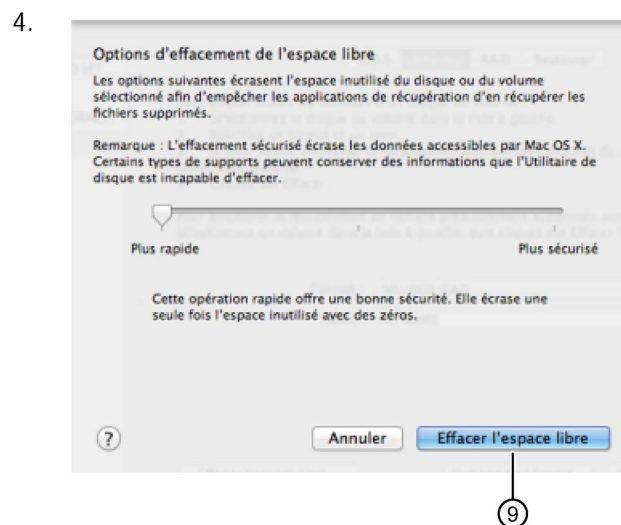 4.
Options d'effacement de l'espace libre
Les options suivantes écrasent l'espace inutilisé du disque ou du volume
sélectionné afin d'empêcher les applications de récupération d'en récupérer les
fichiers supprimés.
Remarque : L'effacement sécurisé écrase les données accessibles par Mac OS X.
Certains types de supports peuvent conserver des informations que l'Utilitaire de
disque est incapable d'effacer.
Plus rapide Plus sécurisé
Cette opération rapide offre une bonne sécurité. Elle écrase une
seule fois l'espace inutilisé avec des zéros.
? Annuler Effacer l'espace libre
9